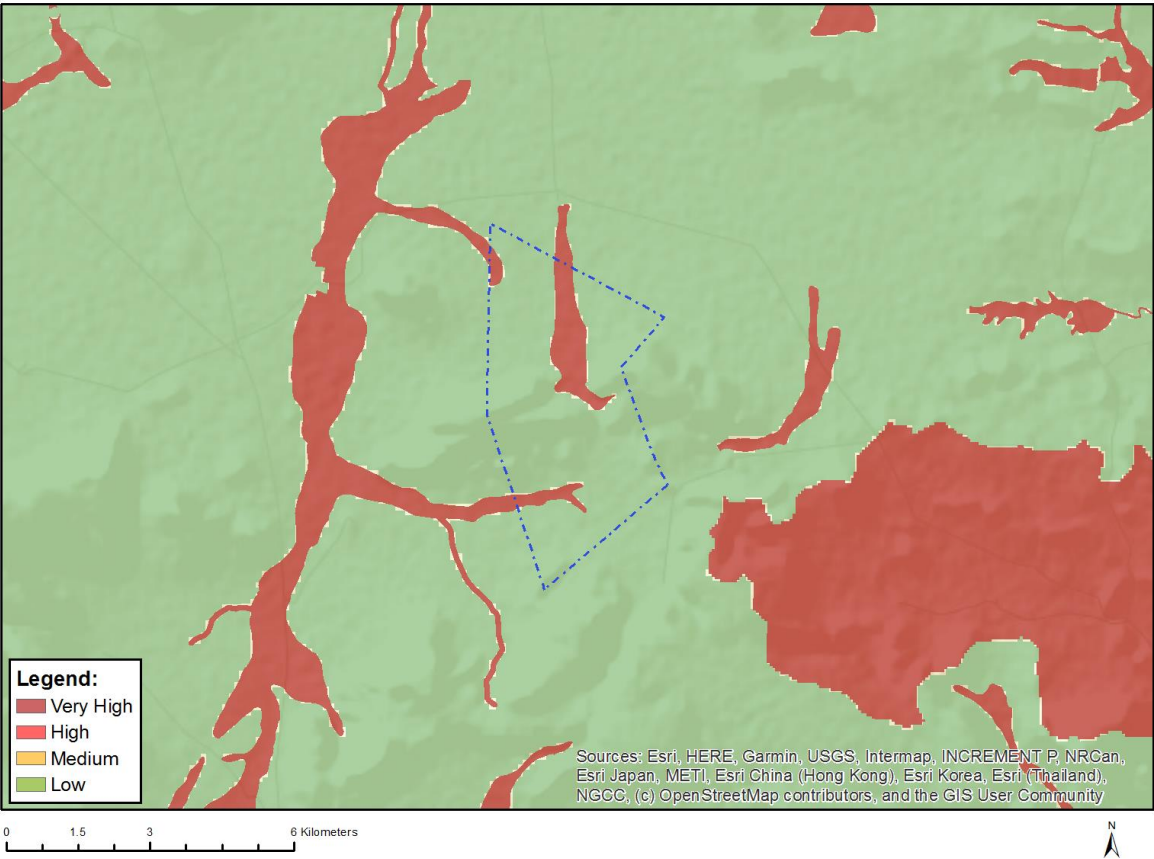 Legend:
Very High
High
Medium
Low
Sources: Esri, HERE, Garmin, USGS, Intermap, INCREMENT P, NRCan,
Esri Japan, METI, Esri China (Hong Kong), Esri Korea, Esri (Thailand),
NGCC, (c) OpenStreetMap contributors, and the GIS User Community
0 1.5 3 6 Kilometers
N